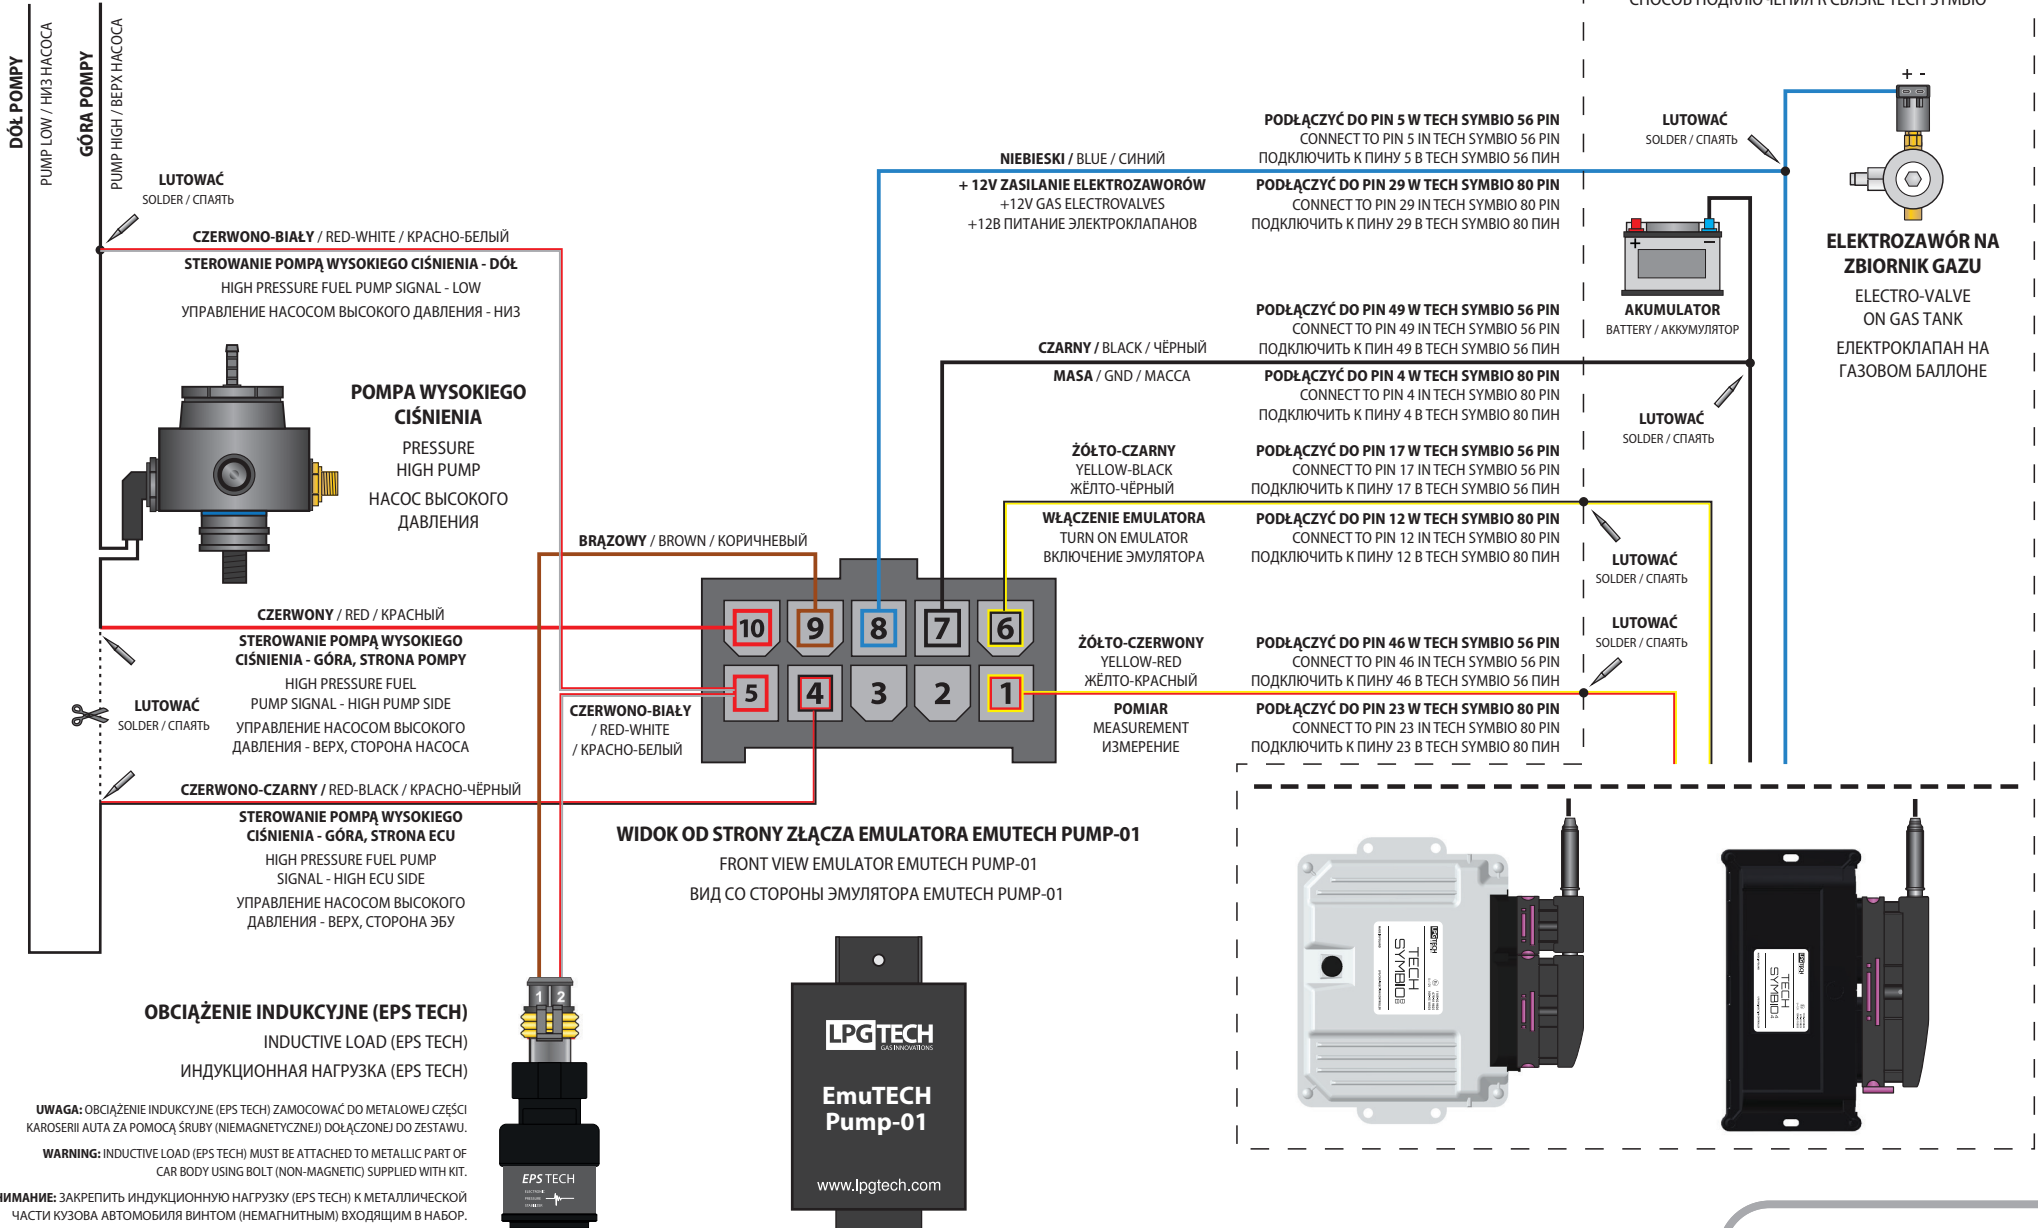 СПОСОБ ПОДКЛЮЧЕНИЯ К СВЯЗКЕ TECH SYMBIO
DÓŁ POMPY
PUMP LOW / НИЗ НАСОСА
GÓRA POMPY
PUMP HIGH / ВЕРХ НАСОСА
LUTOWAĆ
SOLDER / СПАЯТЬ
CZERWONO-BIAŁY / RED-WHITE / КРАСНО-БЕЛЫЙ
STEROWANIE POMPĄ WYSOKIEGO CIŚNIENIA - DÓŁ
HIGH PRESSURE FUEL PUMP SIGNAL - LOW
УПРАВЛЕНИЕ НАСОСОМ ВЫСОКОГО ДАВЛЕНИЯ - НИЗ
POMPA WYSOKIEGO
CIŚNIENIA
PRESSURE
HIGH PUMP
НАСОС ВЫСОКОГО
ДАВЛЕНИЯ
BRĄZOWY / BROWN / КОРИЧНЕВЫЙ
CZERWONY / RED / КРАСНЫЙ
STEROWANIE POMPĄ WYSOKIEGO
CIŚNIENIA - GÓRA, STRONA POMPY
HIGH PRESSURE FUEL
PUMP SIGNAL - HIGH PUMP SIDE
УПРАВЛЕНИЕ НАСОСОМ ВЫСОКОГО
ДАВЛЕНИЯ - ВЕРХ, СТОРОНА НАСОСА
LUTOWAĆ
SOLDER / СПАЯТЬ
CZERWONO-CZARNY / RED-BLACK / КРАСНО-ЧЁРНЫЙ
STEROWANIE POMPĄ WYSOKIEGO
CIŚNIENIA - GÓRA, STRONA ECU
HIGH PRESSURE FUEL PUMP
SIGNAL - HIGH ECU SIDE
УПРАВЛЕНИЕ НАСОСОМ ВЫСОКОГО
ДАВЛЕНИЯ - ВЕРХ, СТОРОНА ЭБУ
CZERWONO-BIAŁY
/ RED-WHITE
/ КРАСНО-БЕЛЫЙ
10 9 8 7 6
5 4 3 2 1
NIEBIESKI / BLUE / СИНИЙ
+ 12V ZASILANIE ELEKTROZAWORÓW
+12V GAS ELECTROVALVES
+12В ПИТАНИЕ ЭЛЕКТРОКЛАПАНОВ
PODŁĄCZYĆ DO PIN 5 W TECH SYMBIO 56 PIN
CONNECT TO PIN 5 IN TECH SYMBIO 56 PIN
ПОДКЛЮЧИТЬ К ПИНУ 5 В TECH SYMBIO 56 ПИН
PODŁĄCZYĆ DO PIN 29 W TECH SYMBIO 80 PIN
CONNECT TO PIN 29 IN TECH SYMBIO 80 PIN
ПОДКЛЮЧИТЬ К ПИНУ 29 В TECH SYMBIO 80 ПИН
CZARNY / BLACK / ЧЁРНЫЙ
MASA / GND / МАССА
PODŁĄCZYĆ DO PIN 49 W TECH SYMBIO 56 PIN
CONNECT TO PIN 49 IN TECH SYMBIO 56 PIN
ПОДКЛЮЧИТЬ К ПИН 49 В TECH SYMBIO 56 ПИН
PODŁĄCZYĆ DO PIN 4 W TECH SYMBIO 80 PIN
CONNECT TO PIN 4 IN TECH SYMBIO 80 PIN
ПОДКЛЮЧИТЬ К ПИНУ 4 В TECH SYMBIO 80 ПИН
ŻÓŁTO-CZARNY
YELLOW-BLACK
ЖЁЛТО-ЧЁРНЫЙ
WŁĄCZENIE EMULATORA
TURN ON EMULATOR
ВКЛЮЧЕНИЕ ЭМУЛЯТОРА
PODŁĄCZYĆ DO PIN 17 W TECH SYMBIO 56 PIN
CONNECT TO PIN 17 IN TECH SYMBIO 56 PIN
ПОДКЛЮЧИТЬ К ПИНУ 17 В TECH SYMBIO 56 ПИН
PODŁĄCZYĆ DO PIN 12 W TECH SYMBIO 80 PIN
CONNECT TO PIN 12 IN TECH SYMBIO 80 PIN
ПОДКЛЮЧИТЬ К ПИНУ 12 В TECH SYMBIO 80 ПИН
ŻÓŁTO-CZERWONY
YELLOW-RED
ЖЁЛТО-КРАСНЫЙ
POMIAR
MEASUREMENT
ИЗМЕРЕНИЕ
PODŁĄCZYĆ DO PIN 46 W TECH SYMBIO 56 PIN
CONNECT TO PIN 46 IN TECH SYMBIO 56 PIN
ПОДКЛЮЧИТЬ К ПИНУ 46 В TECH SYMBIO 56 ПИН
PODŁĄCZYĆ DO PIN 23 W TECH SYMBIO 80 PIN
CONNECT TO PIN 23 IN TECH SYMBIO 80 PIN
ПОДКЛЮЧИТЬ К ПИНУ 23 В TECH SYMBIO 80 ПИН
LUTOWAĆ
SOLDER / СПАЯТЬ
+ -
+ −
AKUMULATOR
BATTERY / АККУМУЛЯТОР
ELEKTROZAWÓR NA
ZBIORNIK GAZU
ELECTRO-VALVE
ON GAS TANK
ЕЛЕКТРОКЛАПАН НА
ГАЗОВОМ БАЛЛОНЕ
LUTOWAĆ
SOLDER / СПАЯТЬ
LUTOWAĆ
SOLDER / СПАЯТЬ
LUTOWAĆ
SOLDER / СПАЯТЬ
WIDOK OD STRONY ZŁĄCZA EMULATORA EMUTECH PUMP-01
FRONT VIEW EMULATOR EMUTECH PUMP-01
ВИД СО СТОРОНЫ ЭМУЛЯТОРА EMUTECH PUMP-01
LPGTECH
GAS INNOVATIONS
EmuTECH
Pump-01
www.lpgtech.com
LPGTECH
TECH
SYMBIO
LPGTECH
TECH
SYMBIO
OBCIĄŻENIE INDUKCYJNE (EPS TECH)
INDUCTIVE LOAD (EPS TECH)
ИНДУКЦИОННАЯ НАГРУЗКА (EPS TECH)
UWAGA: OBCIĄŻENIE INDUKCYJNE (EPS TECH) ZAMOCOWAĆ DO METALOWEJ CZĘŚCI
KAROSERII AUTA ZA POMOCĄ ŚRUBY (NIEMAGNETYCZNEJ) DOŁĄCZONEJ DO ZESTAWU.
WARNING: INDUCTIVE LOAD (EPS TECH) MUST BE ATTACHED TO METALLIC PART OF
CAR BODY USING BOLT (NON-MAGNETIC) SUPPLIED WITH KIT.
НИМАНИЕ: ЗАКРЕПИТЬ ИНДУКЦИОННУЮ НАГРУЗКУ (EPS TECH) К МЕТАЛЛИЧЕСКОЙ
ЧАСТИ КУЗОВА АВТОМОБИЛЯ ВИНТОМ (НЕМАГНИТНЫМ) ВХОДЯЩИМ В НАБОР.
1 2
EPS TECH